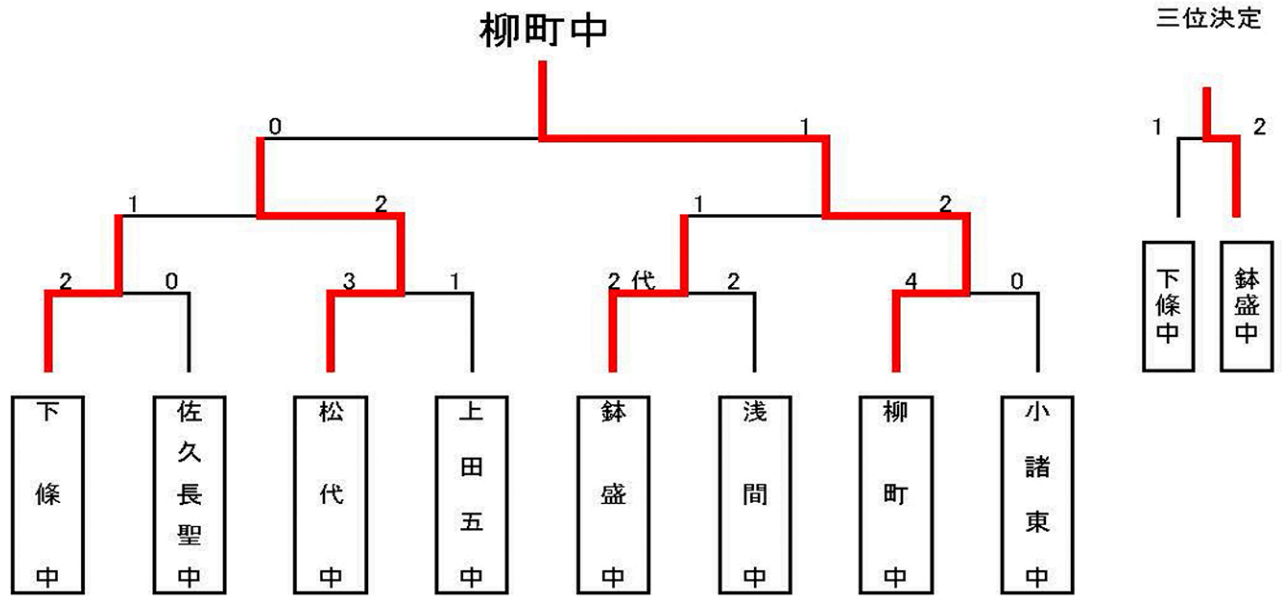 柳町中
三位決定
0 1
1 2
1 2 1 2
2 0 3 1 2 代 2 4 0
下條中 鉢盛中
下條中 佐久長聖中 松代中 上田五中 鉢盛中 浅間中 柳町中 小諸東中